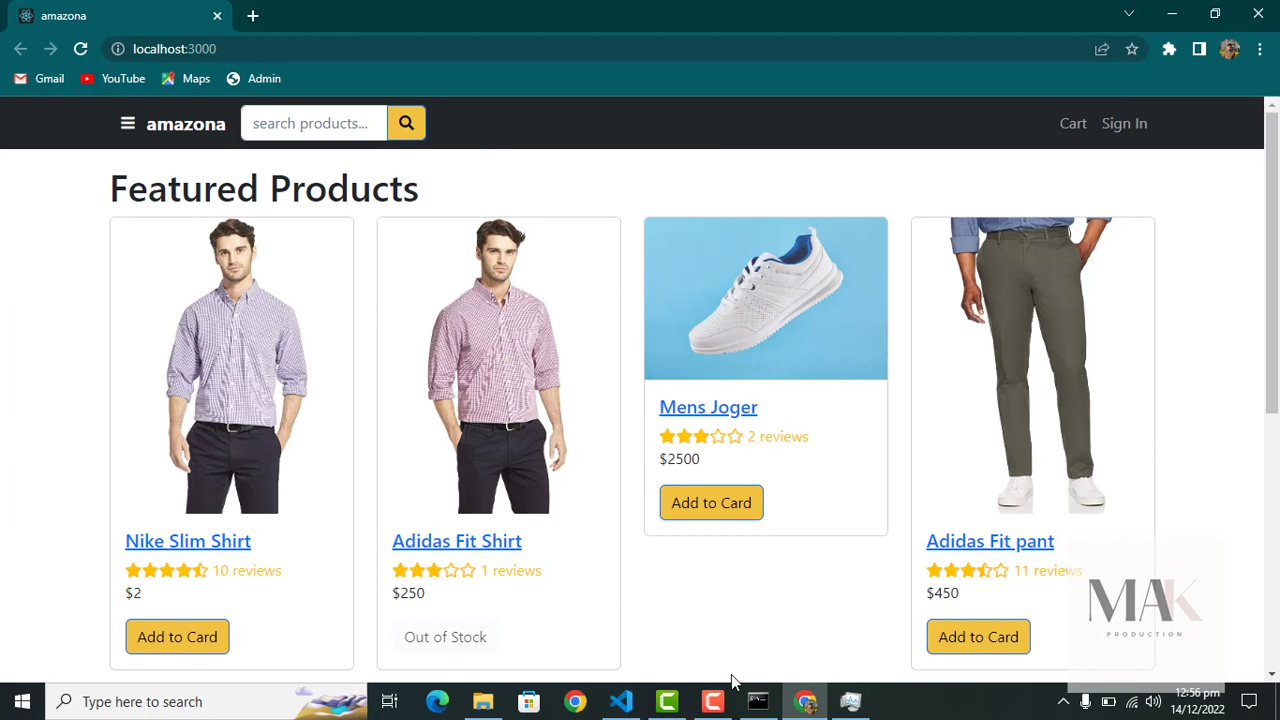 amazona
localhost:3000
Gmail YouTube Maps Admin
amazona search products... Cart Sign In
Featured Products
Nike Slim Shirt
10 reviews
$2
Add to Card
Adidas Fit Shirt
1 reviews
$250
Out of Stock
Mens Joger
2 reviews
$2500
Add to Card
Adidas Fit pant
11 reviews
$450
Add to Card
MAK
PRODUCTION
Type here to search
12:56 pm
14/12/2022